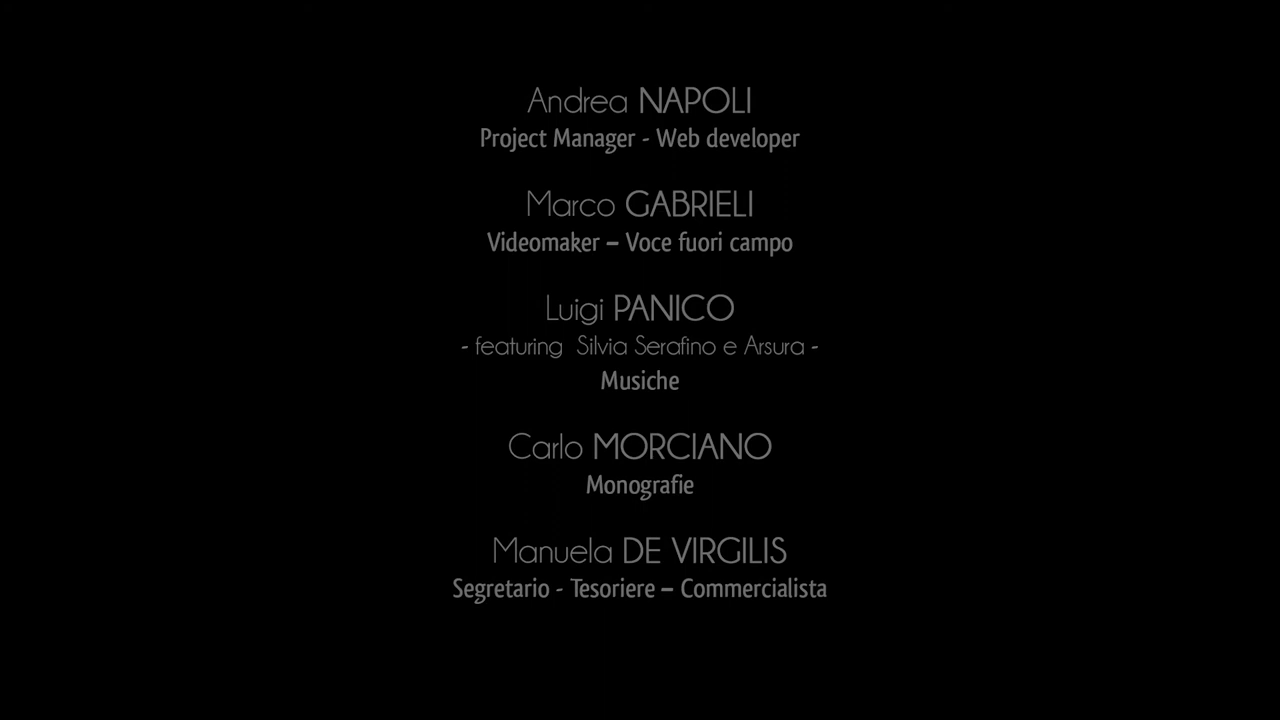 Andrea NAPOLI
Project Manager - Web developer
Marco GABRIELI
Videomaker – Voce fuori campo
Luigi PANICO
- featuring Silvia Serafino e Arsura -
Musiche
Carlo MORCIANO
Monografie
Manuela DE VIRGILIS
Segretario - Tesoriere – Commercialista